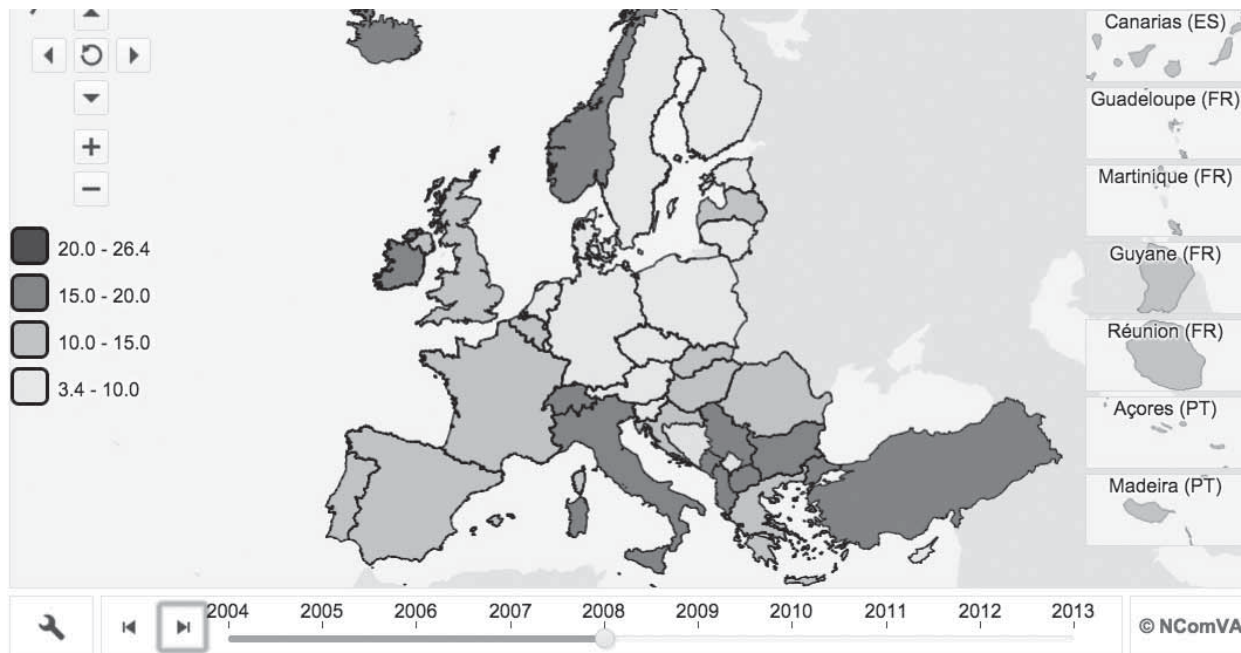 Canarias (ES)
Guadeloupe (FR)
Martinique (FR)
Guyane (FR)
Réunion (FR)
Açores (PT)
Madeira (PT)
20.0 - 26.4
15.0 - 20.0
10.0 - 15.0
3.4 - 10.0
2004 2005 2006 2007 2008 2009 2010 2011 2012 2013
© NComVA